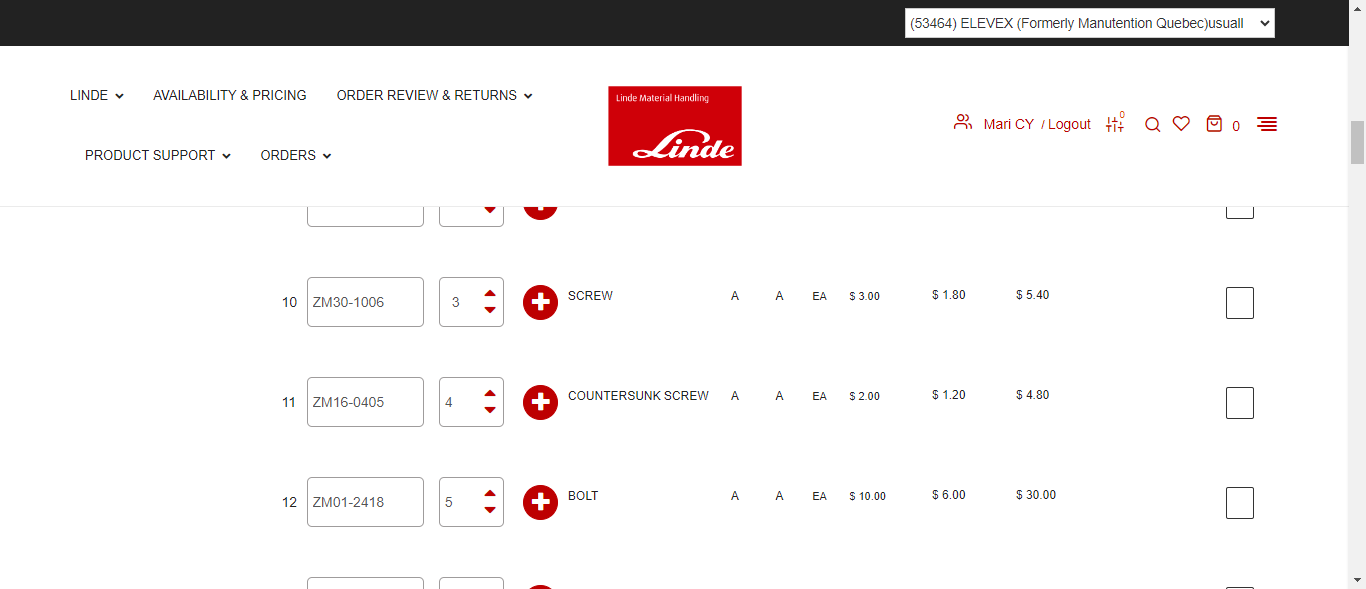 (53464) ELEVEX (Formerly Manutention Quebec)usuall
LINDE AVAILABILITY & PRICING ORDER REVIEW & RETURNS
PRODUCT SUPPORT ORDERS
Linde Material Handling
Linde
Mari CY / Logout 0 0
10 ZM30-1006 3 SCREW A A EA $ 3.00 $ 1.80 $ 5.40
11 ZM16-0405 4 COUNTERSUNK SCREW A A EA $ 2.00 $ 1.20 $ 4.80
12 ZM01-2418 5 BOLT A A EA $ 10.00 $ 6.00 $ 30.00